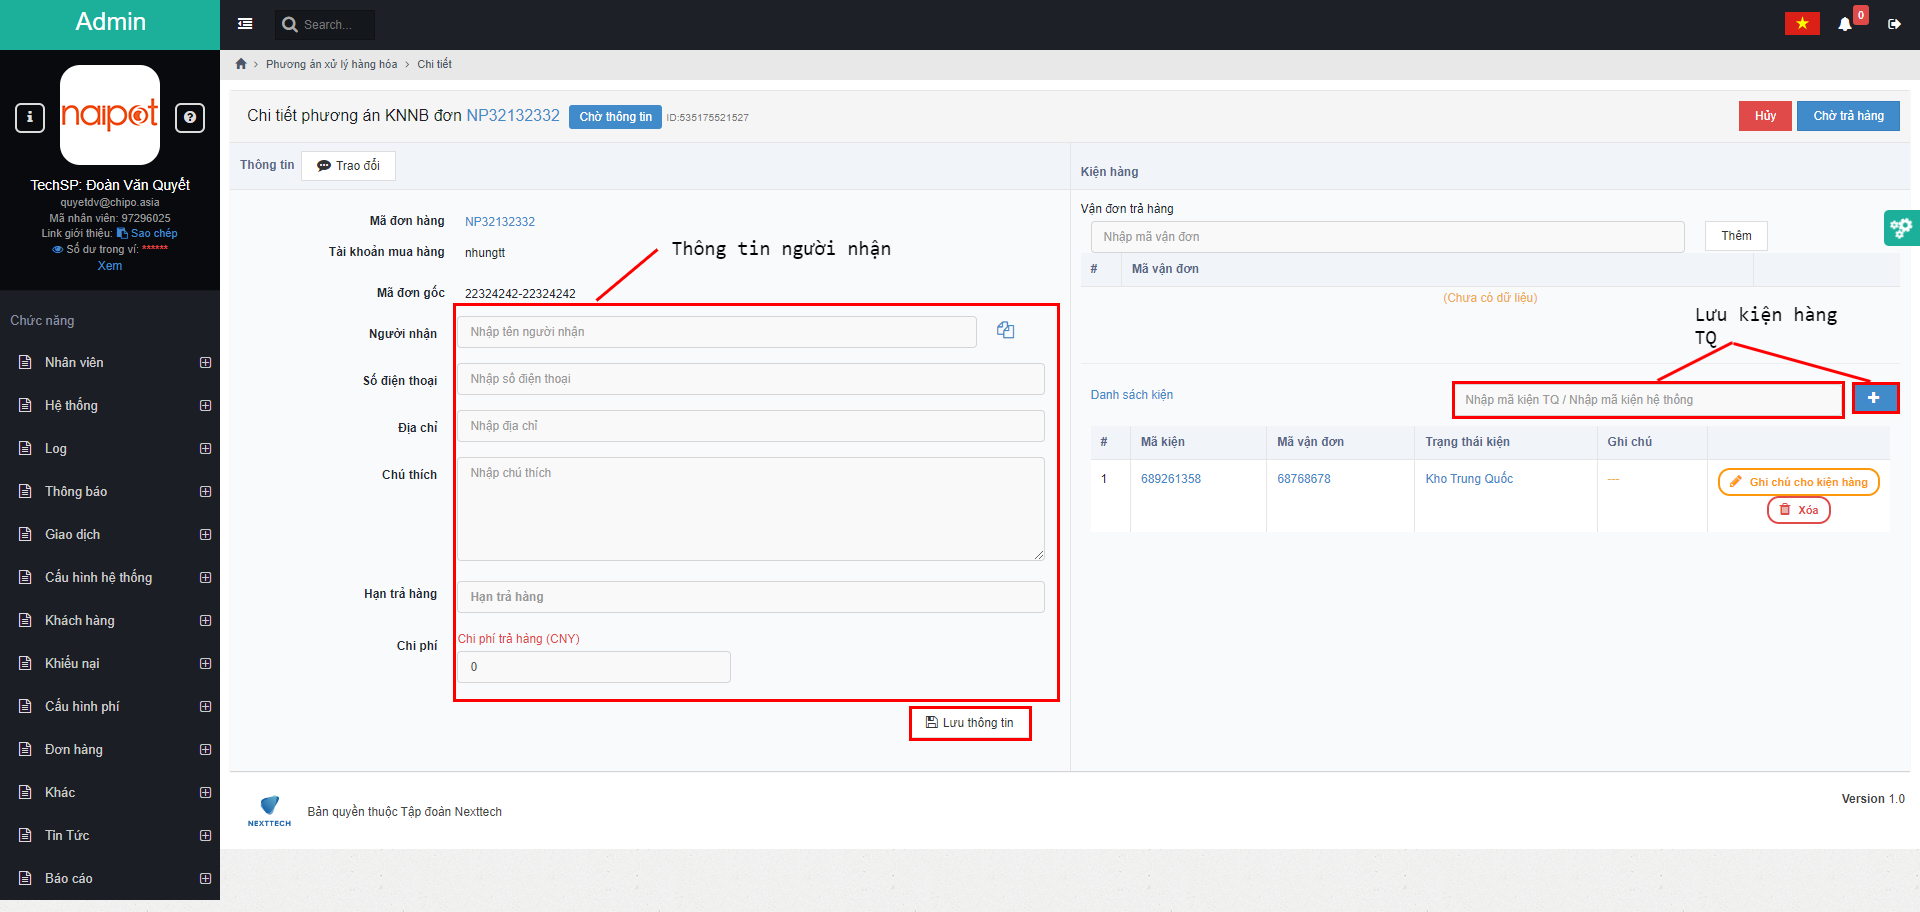 Admin
Search...
0
naipot
TechSP: Đoàn Văn Quyết
quyetdv@chipo.asia
Mã nhân viên: 97296025
Link giới thiệu: Sao chép
Số dư trong ví: ******
Xem
Chức năng
Nhân viên
Hệ thống
Log
Thông báo
Giao dịch
Cấu hình hệ thống
Khách hàng
Khiếu nại
Cấu hình phí
Đơn hàng
Khác
Tin Tức
Báo cáo
Phương án xử lý hàng hóa > Chi tiết
Chi tiết phương án KNNB đơn NP32132332 Chờ thông tin ID:535175521527
Hủy
Chờ trả hàng
Thông tin
Trao đổi
Mã đơn hàng NP32132332
Tài khoản mua hàng nhungtt
Thông tin người nhận
Mã đơn gốc 22324242-22324242
Người nhận Nhập tên người nhận
Số điện thoại Nhập số điện thoại
Địa chỉ Nhập địa chỉ
Chú thích Nhập chú thích
Hạn trả hàng Hạn trả hàng
Chi phí Chi phí trả hàng (CNY)
0
Lưu thông tin
Kiện hàng
Vận đơn trả hàng
Nhập mã vận đơn
Thêm
# Mã vận đơn
(Chưa có dữ liệu)
Lưu kiện hàng
TQ
Danh sách kiện
Nhập mã kiện TQ / Nhập mã kiện hệ thống
# Mã kiện Mã vận đơn Trạng thái kiện Ghi chú
1 689261358 68768678 Kho Trung Quốc --- Ghi chú cho kiện hàng
Xóa
NEXTTECH
Bản quyền thuộc Tập đoàn Nexttech
Version 1.0